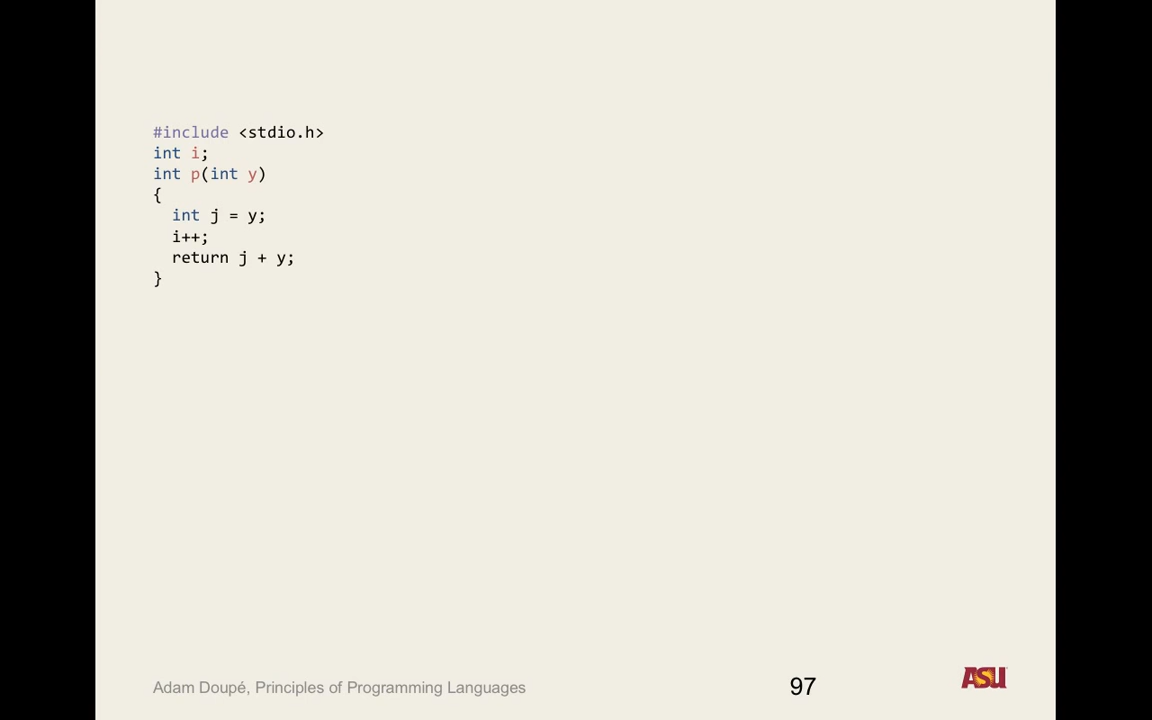 #include <stdio.h>
int i;
int p(int y)
{
  int j = y;
  i++;
  return j + y;
}
Adam Doupé, Principles of Programming Languages
97
ASU